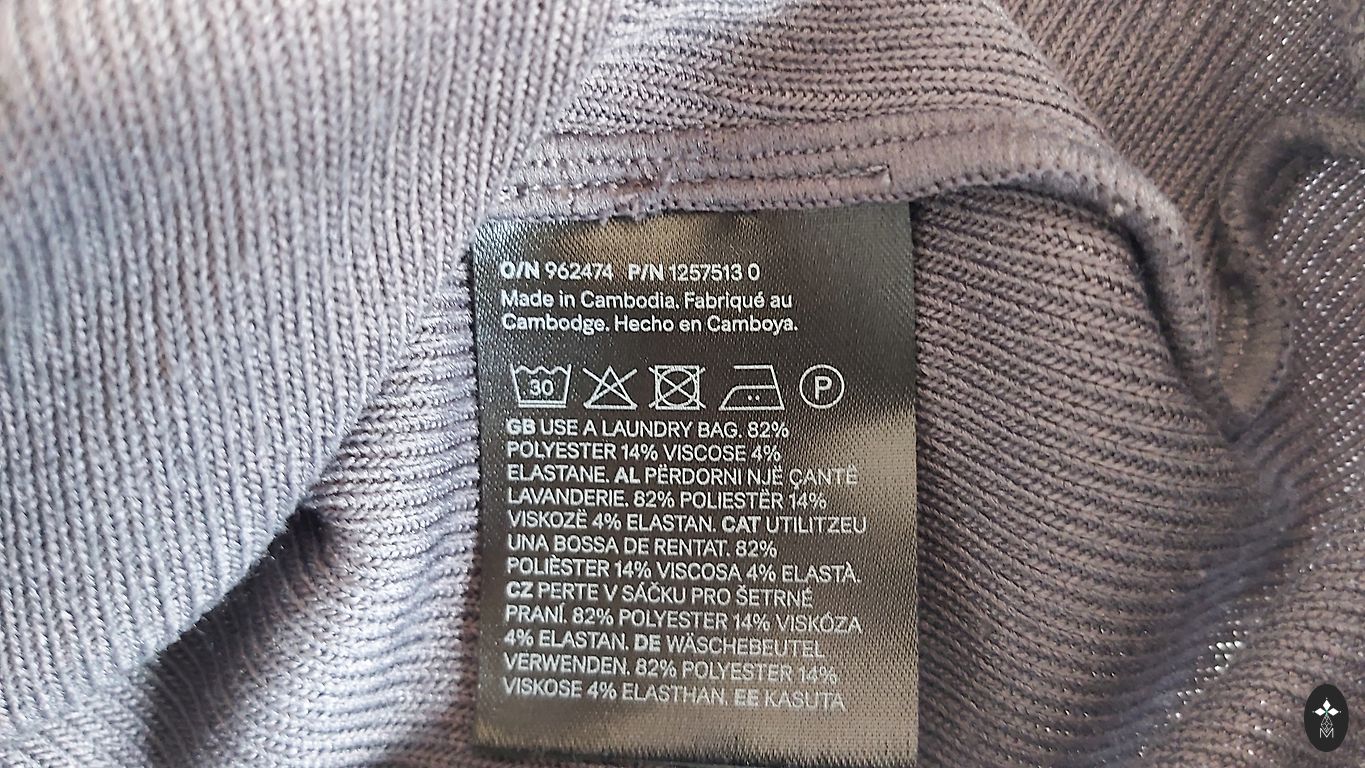 O/N 962474 P/N 1257513 0
Made in Cambodia. Fabriqué au
Cambodge. Hecho en Camboya.
30
P
GB USE A LAUNDRY BAG. 82%
POLYESTER 14% VISCOSE 4%
ELASTANE. AL PËRDORNI NJË ÇANTË
LAVANDERIE. 82% POLIESTËR 14%
VISKOZË 4% ELASTAN. CAT UTILITZEU
UNA BOSSA DE RENTAT. 82%
POLIÈSTER 14% VISCOSA 4% ELASTÀ.
CZ PERTE V SÁČKU PRO ŠETRNÉ
PRANÍ. 82% POLYESTER 14% VISKÓZA
4% ELASTAN. DE WÄSCHEBEUTEL
VERWENDEN. 82% POLYESTER 14%
VISKOSE 4% ELASTHAN. EE KASUTA
M